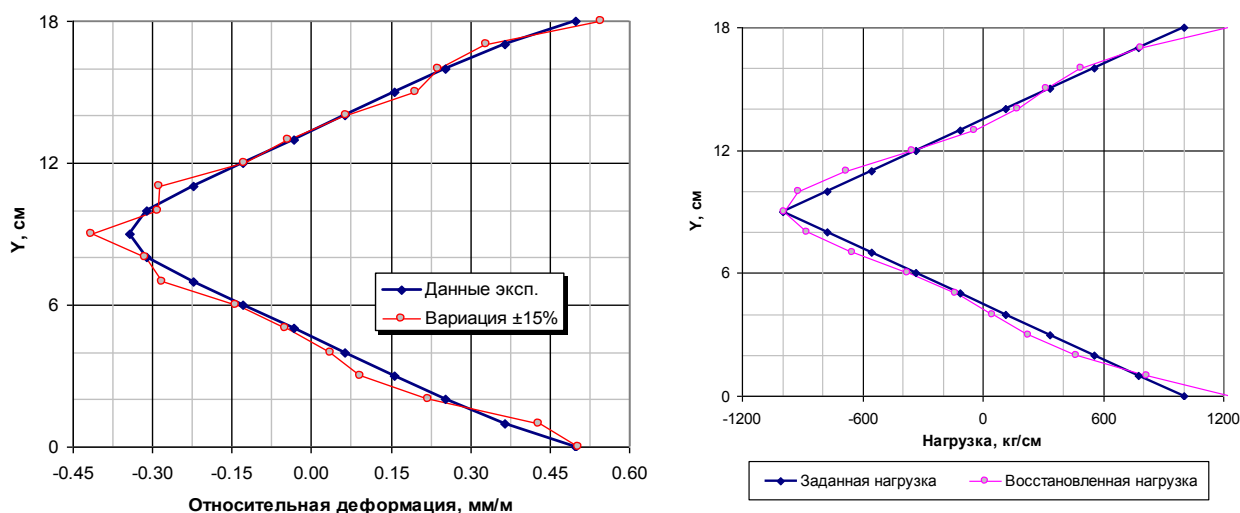 18
12
6
0
Y, см
-0.45 -0.30 -0.15 0.00 0.15 0.30 0.45 0.60
Относительная деформация, мм/м
Данные эксп.
Вариация ±15%
18
12
6
0
Y, см
-1200 -600 0 600 1200
Нагрузка, кг/см
Заданная нагрузка Восстановленная нагрузка